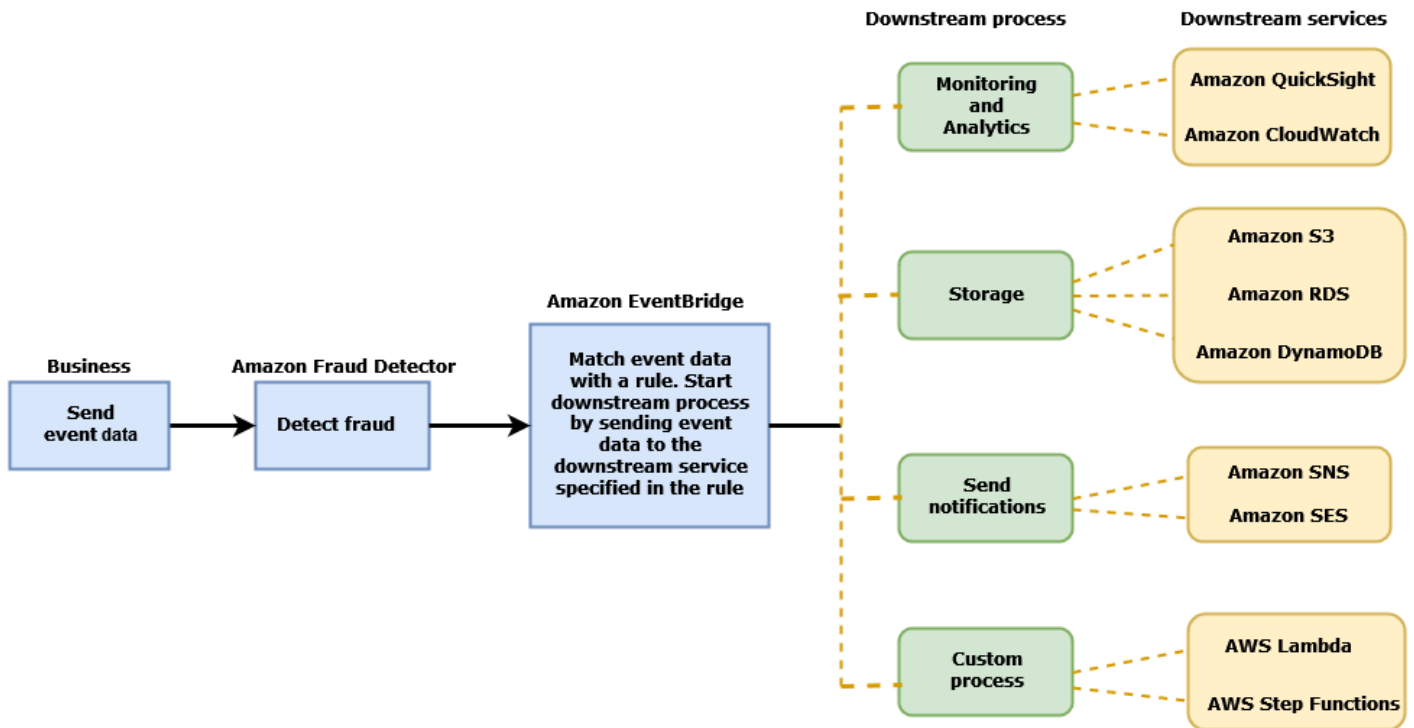 Downstream process
Downstream services
Monitoring
and
Analytics
Amazon QuickSight
Amazon CloudWatch
Storage
Amazon S3
Amazon RDS
Amazon DynamoDB
Business
Send
event data
Amazon Fraud Detector
Detect fraud
Amazon EventBridge
Match event data
with a rule. Start
downstream process
by sending event
data to the
downstream service
specified in the rule
Send
notifications
Amazon SNS
Amazon SES
Custom
process
AWS Lambda
AWS Step Functions